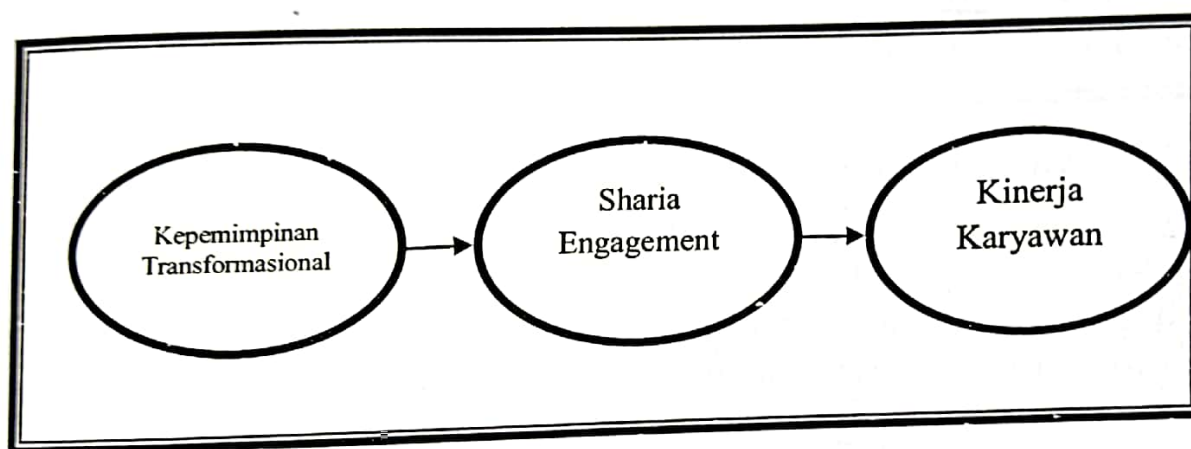 Kepemimpinan
Transformasional
Sharia
Engagement
Kinerja
Karyawan